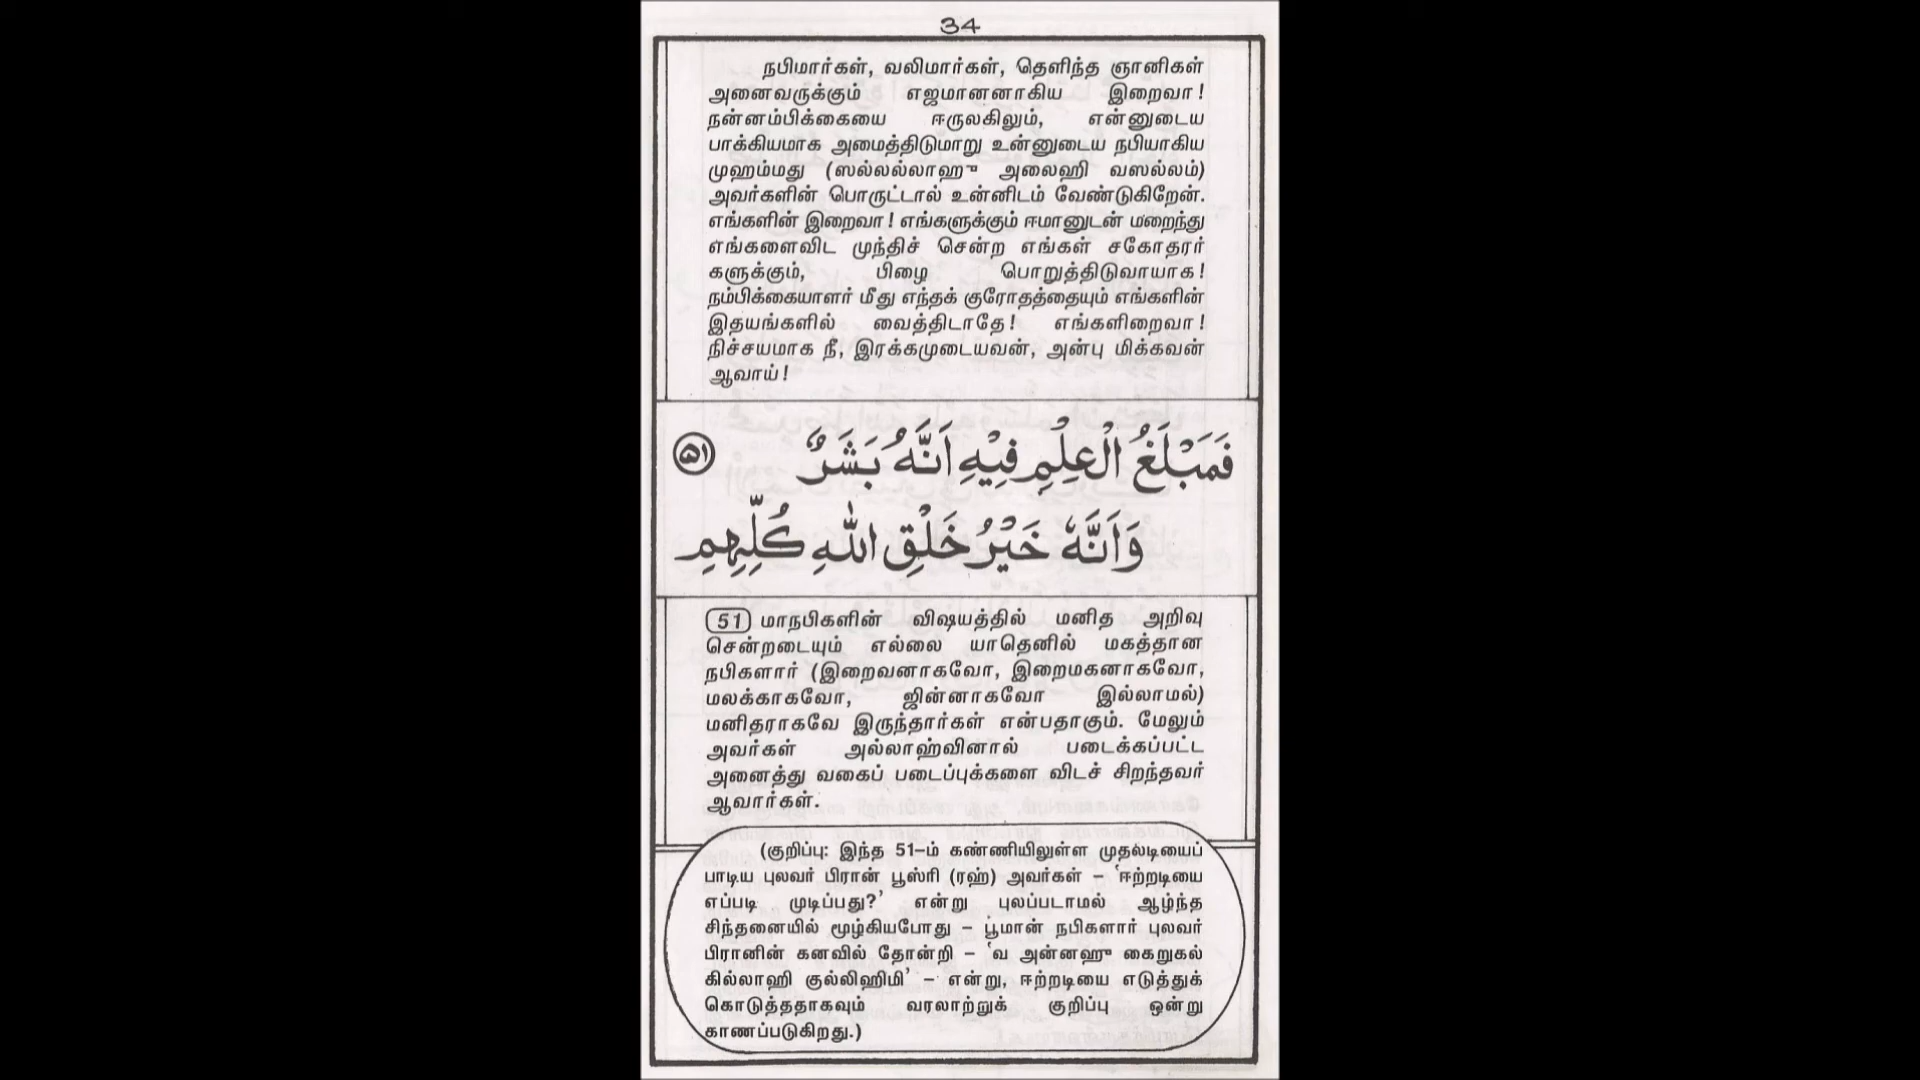 34
நபிமார்கள், வலிமார்கள், தெளிந்த ஞானிகள்
அனைவருக்கும் எஜமானனாகிய இறைவா!
நன்னம்பிக்கையை ஈருலகிலும், என்னுடைய
பாக்கியமாக அமைத்திடுமாறு உன்னுடைய நபியாகிய
முஹம்மது (ஸல்லல்லாஹு அலைஹி வஸல்லம்)
அவர்களின் பொருட்டால் உன்னிடம் வேண்டுகிறேன்.
எங்களின் இறைவா! எங்களுக்கும் ஈமானுடன் மறைந்து
எங்களைவிட முந்திச் சென்ற எங்கள் சகோதரர்
களுக்கும், பிழை பொறுத்திடுவாயாக!
நம்பிக்கையாளர் மீது எந்தக் குரோதத்தையும் எங்களின்
இதயங்களில் வைத்திடாதே! எங்களிறைவா!
நிச்சயமாக நீ, இரக்கமுடையவன், அன்பு மிக்கவன்
ஆவாய்!
فَمَبْلَغُ الْعِلْمِ فِيْهِ اَنَّهُ بَشَرٌ ۵۱
وَاَنَّهٗ خَيْرُ خَلْقِ اللّٰهِ كُلِّهِمِ
51 மாநபிகளின் விஷயத்தில் மனித அறிவு
சென்றடையும் எல்லை யாதெனில் மகத்தான
நபிகளார் (இறைவனாகவோ, இறைமகனாகவோ,
மலக்காகவோ, ஜின்னாகவோ இல்லாமல்)
மனிதராகவே இருந்தார்கள் என்பதாகும். மேலும்
அவர்கள் அல்லாஹ்வினால் படைக்கப்பட்ட
அனைத்து வகைப் படைப்புக்களை விடச் சிறந்தவர்
ஆவார்கள்.
(குறிப்பு: இந்த 51-ம் கண்ணியிலுள்ள முதல்டியைப்
பாடிய புலவர் பிரான் பூஸ்ரி (ரஹ்) அவர்கள் – 'ஈற்றடியை
எப்படி முடிப்பது?' என்று புலப்படாமல் ஆழ்ந்த
சிந்தனையில் மூழ்கியபோது – பூமான் நபிகளார் புலவர்
பிரானின் கனவில் தோன்றி – 'வ அன்னஹு கைறுகல்
கில்லாஹி குல்லிஹிமி' – என்று, ஈற்றடியை எடுத்துக்
கொடுத்ததாகவும் வரலாற்றுக் குறிப்பு ஒன்று
காணப்படுகிறது.)